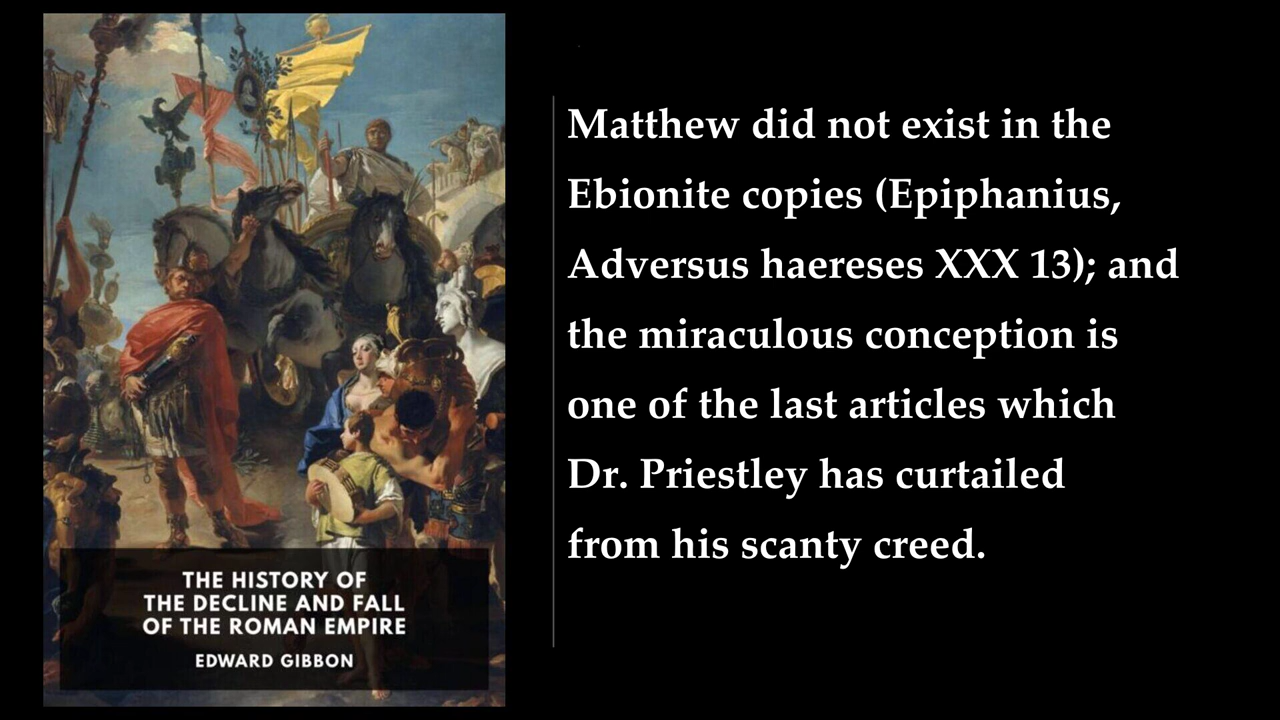 THE HISTORY OF
THE DECLINE AND FALL
OF THE ROMAN EMPIRE
EDWARD GIBBON
Matthew did not exist in the
Ebionite copies (Epiphanius,
Adversus haereses XXX 13); and
the miraculous conception is
one of the last articles which
Dr. Priestley has curtailed
from his scanty creed.